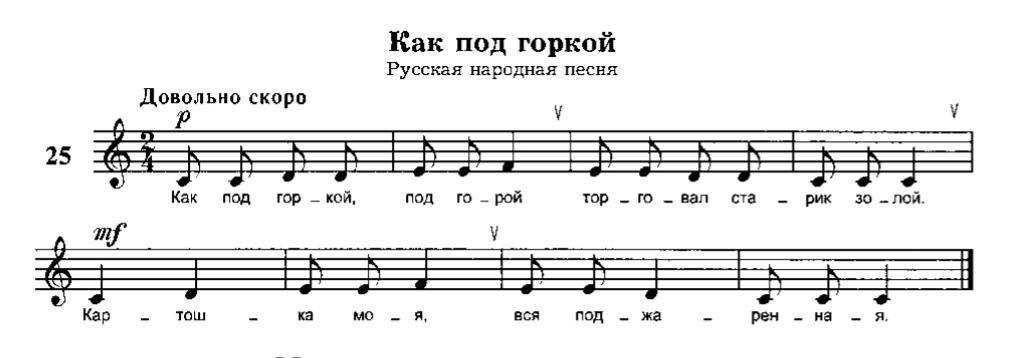 Как под горкой
Русская народная песня
Довольно скоро
p
25
Как под гор – кой, под го – рой тор – го – вал ста – рик зо – лой.
mf
Кар – тош – ка мо – я, вся под – жа – рен – на – я.